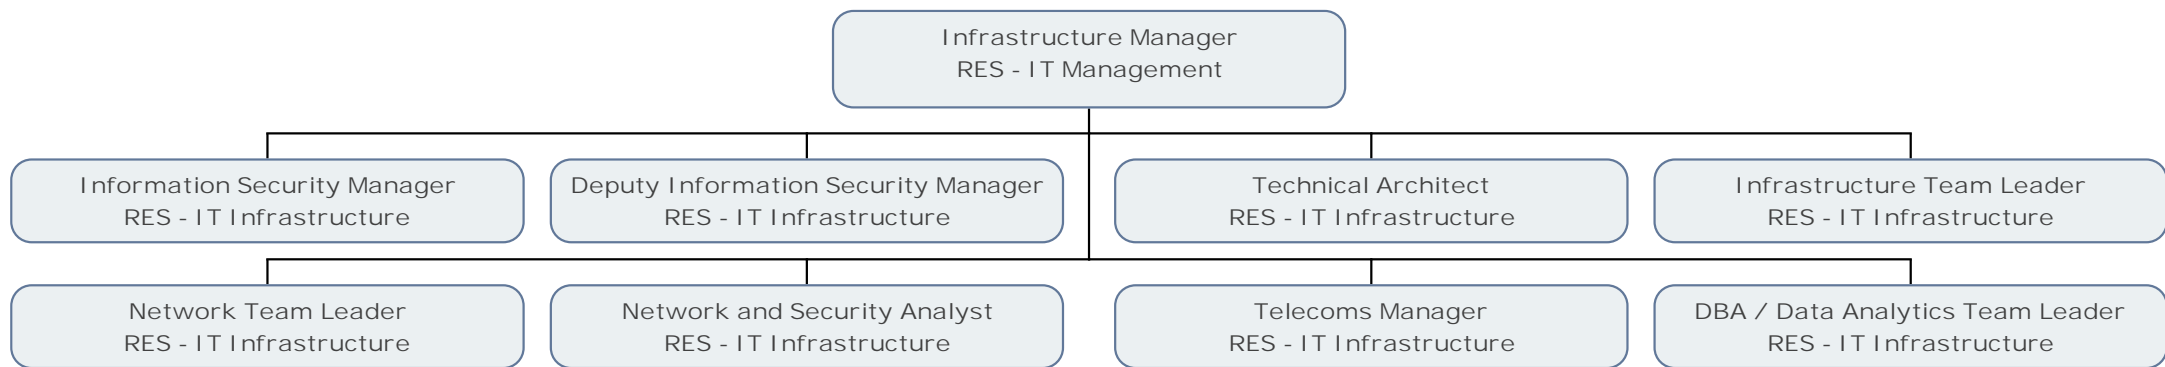 Infrastructure Manager
RES - IT Management
Information Security Manager
RES - IT Infrastructure
Deputy Information Security Manager
RES - IT Infrastructure
Technical Architect
RES - IT Infrastructure
Infrastructure Team Leader
RES - IT Infrastructure
Network Team Leader
RES - IT Infrastructure
Network and Security Analyst
RES - IT Infrastructure
Telecoms Manager
RES - IT Infrastructure
DBA / Data Analytics Team Leader
RES - IT Infrastructure